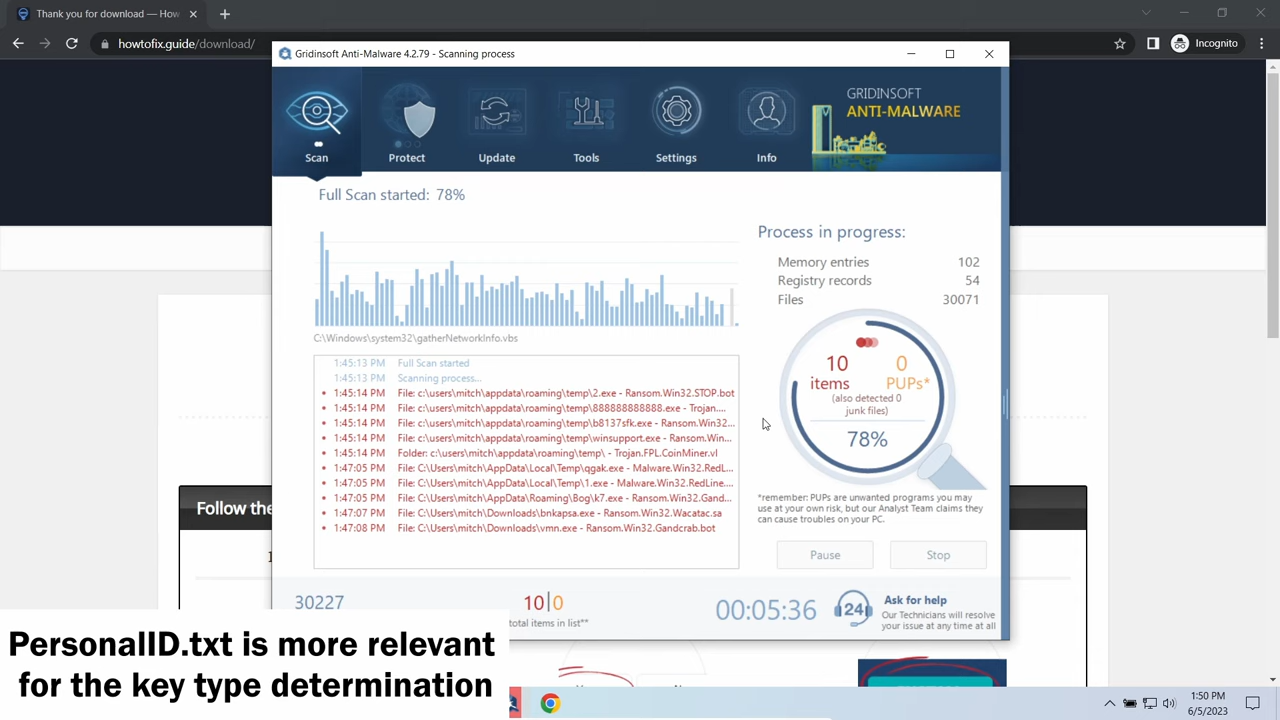 Thank you for Download How To
howtofix.guide/download/
Incognito
Gridinsoft Anti-Malware 4.2.79 - Scanning process
Scan
Protect
Update
Tools
Settings
Info
GRIDINSOFT
ANTI-MALWARE
Full Scan started: 78%
C:\Windows\system32\gatherNetworkInfo.vbs
1:45:13 PM Full Scan started
1:45:13 PM Scanning process...
1:45:14 PM File: c:\users\mitch\appdata\roaming\temp\2.exe - Ransom.Win32.STOP.bot
1:45:14 PM File: c:\users\mitch\appdata\roaming\temp\888888888888.exe - Trojan....
1:45:14 PM File: c:\users\mitch\appdata\roaming\temp\b8137sfk.exe - Ransom.Win32...
1:45:14 PM File: c:\users\mitch\appdata\roaming\temp\winsupport.exe - Ransom.Win...
1:45:14 PM Folder: c:\users\mitch\appdata\roaming\temp\ - Trojan.FPL.CoinMiner.vl
1:47:05 PM File: C:\Users\mitch\AppData\Local\Temp\qgak.exe - Malware.Win32.RedL...
1:47:05 PM File: C:\Users\mitch\AppData\Local\Temp\1.exe - Malware.Win32.RedLine....
1:47:05 PM File: C:\Users\mitch\AppData\Roaming\Bog\k7.exe - Ransom.Win32.Gand...
1:47:07 PM File: C:\Users\mitch\Downloads\bnkapsa.exe - Ransom.Win32.Wacatac.sa
1:47:08 PM File: C:\Users\mitch\Downloads\vmn.exe - Ransom.Win32.Gandcrab.bot
Process in progress:
Memory entries 102
Registry records 54
Files 30071
10 0
items PUPs*
(also detected 0
junk files)
78%
*remember: PUPs are unwanted programs you may
use at your own risk, but our Analyst Team claims they
can cause troubles on your PC.
Pause
Stop
Follow the
30227
10|0
total items in list**
00:05:36
24
Ask for help
Our Technicians will resolve
your issue at any time at all
PersonalID.txt is more relevant
for the key type determination
1:50 PM
6/5/2023